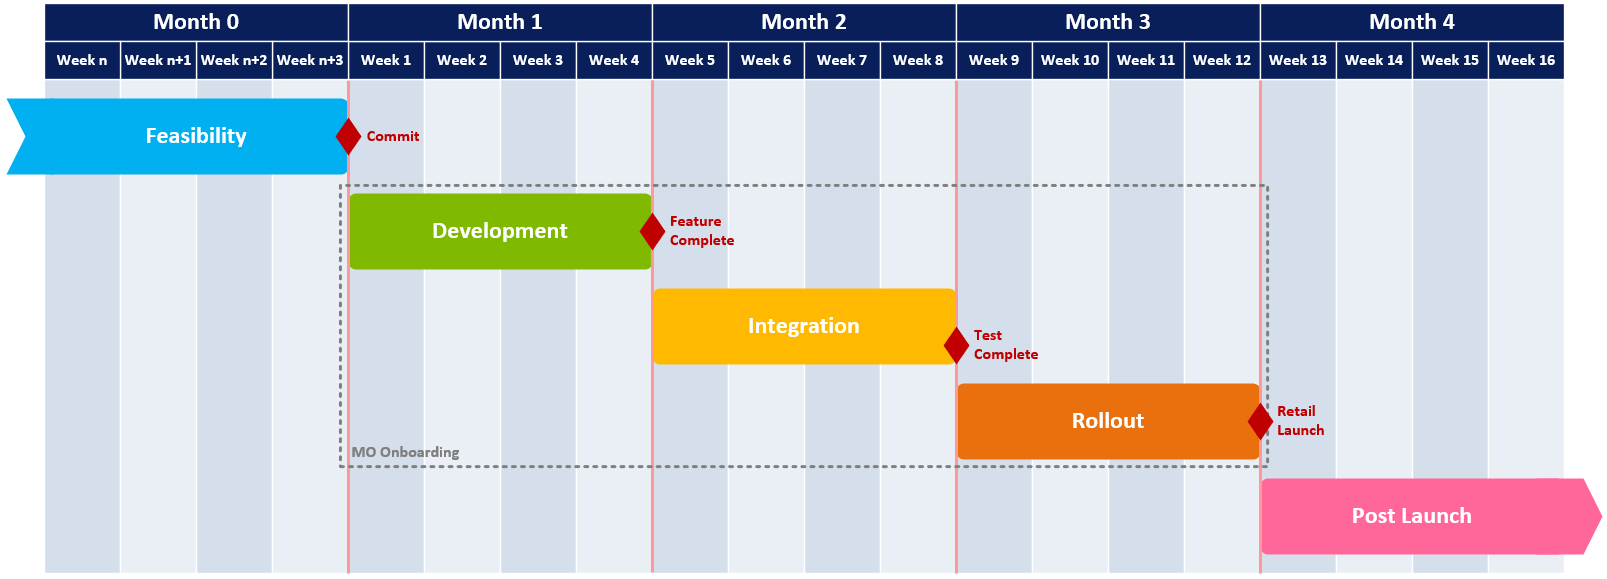 Month 0 Month 1 Month 2 Month 3 Month 4
Week n Week n+1 Week n+2 Week n+3 Week 1 Week 2 Week 3 Week 4 Week 5 Week 6 Week 7 Week 8 Week 9 Week 10 Week 11 Week 12 Week 13 Week 14 Week 15 Week 16
Feasibility
Commit
Development
Feature
Complete
Integration
Test
Complete
Rollout
Retail
Launch
MO Onboarding
Post Launch